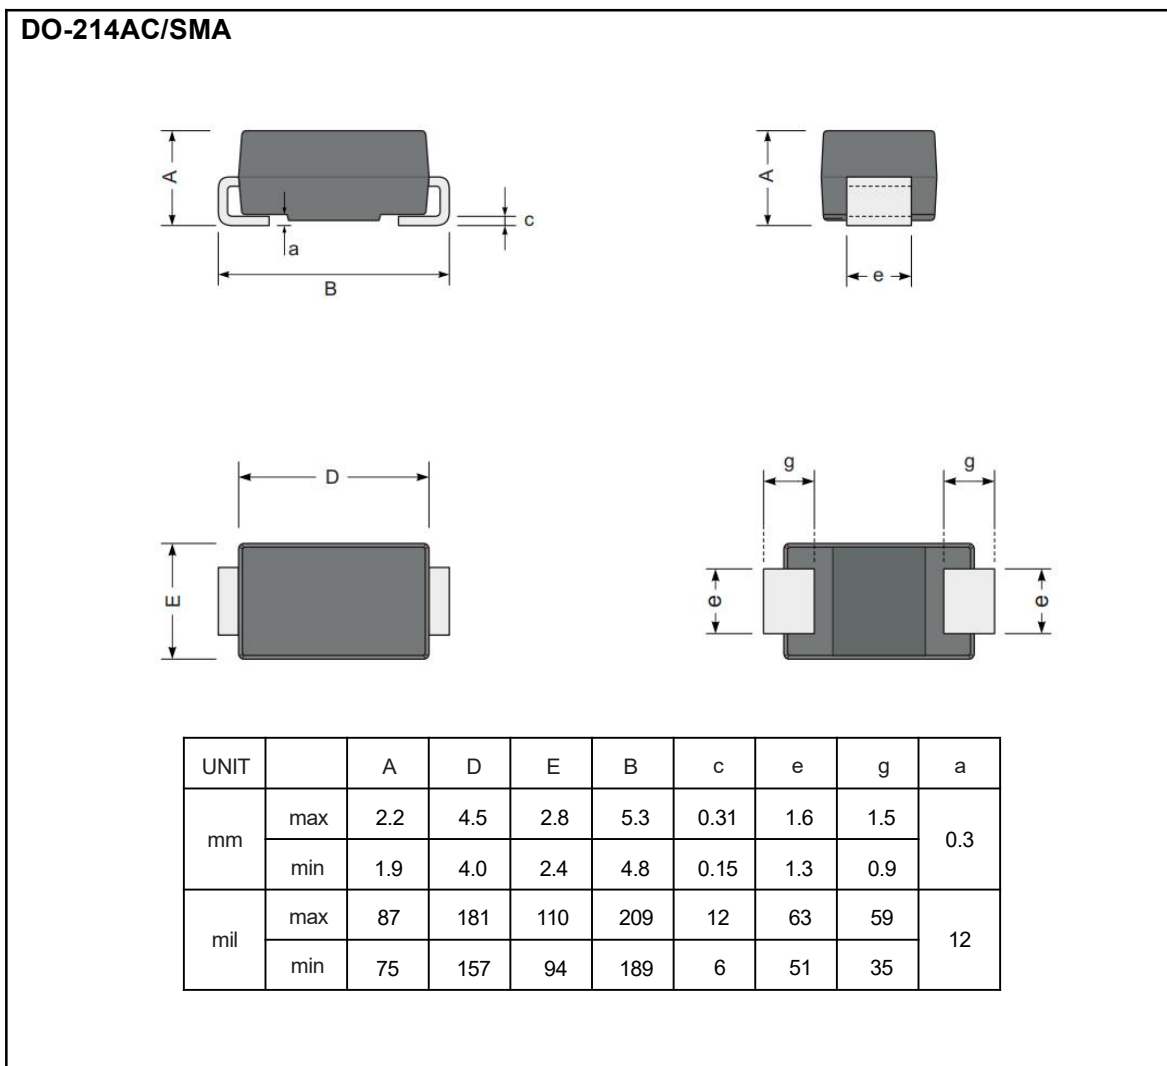 DO-214AC/SMA
A
a
c
B
A
e
D
E
g g
e e
UNIT A D E B c e g a
mm max 2.2 4.5 2.8 5.3 0.31 1.6 1.5 0.3
min 1.9 4.0 2.4 4.8 0.15 1.3 0.9
mil max 87 181 110 209 12 63 59 12
min 75 157 94 189 6 51 35